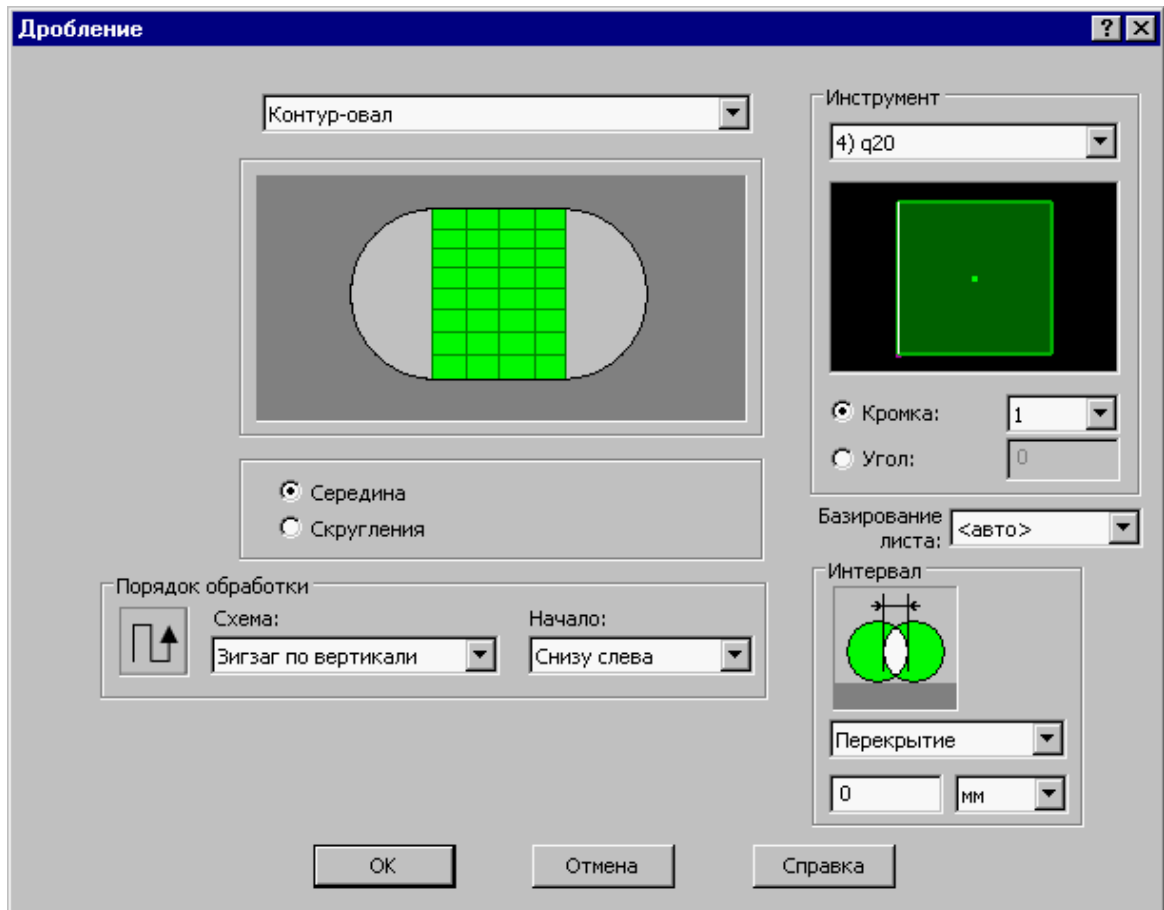 Дробление
Контур-овал
Инструмент
4) q20
Кромка:
1
Угол:
0
Середина
Скругления
Базирование
листа:
<авто>
Порядок обработки
Схема:
Начало:
Зигзаг по вертикали
Снизу слева
Интервал
Перекрытие
0
мм
OK
Отмена
Справка